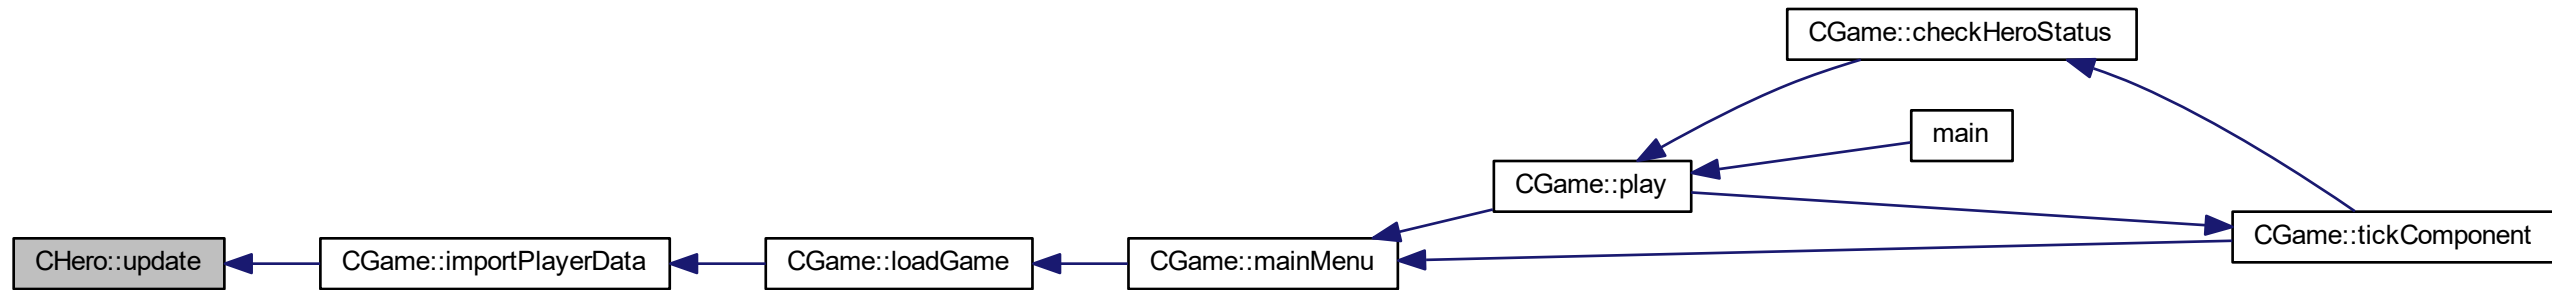 CGame::checkHeroStatus
main
CGame::play
CGame::tickComponent
CHero::update
CGame::importPlayerData
CGame::loadGame
CGame::mainMenu